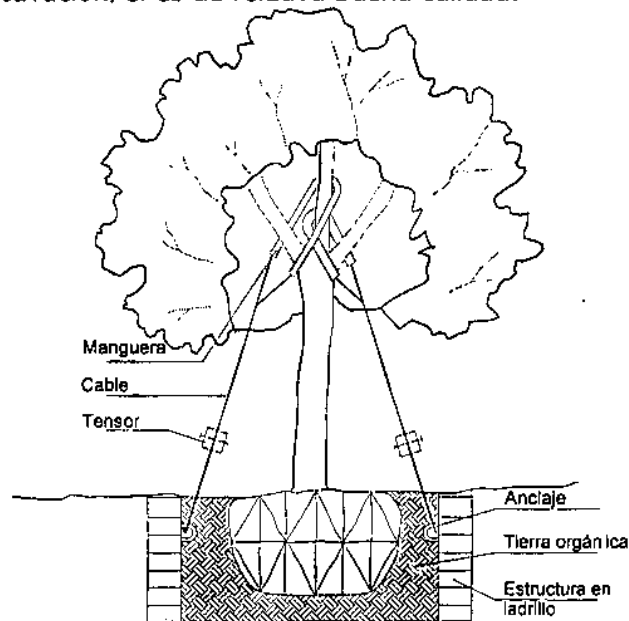 Manguera
Cable
Tensor
Anclaje
Tierra orgánica
Estructura en
ladrillo